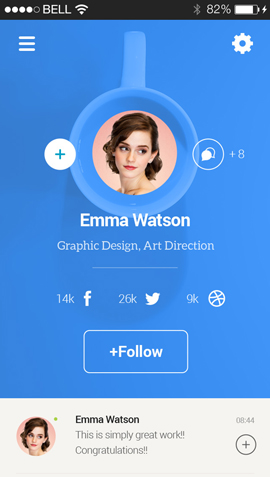 BELL 82%
+ 8
Emma Watson
Graphic Design, Art Direction
14k 26k 9k
+Follow
Emma Watson 08:44
This is simply great work!!
Congratulations!!